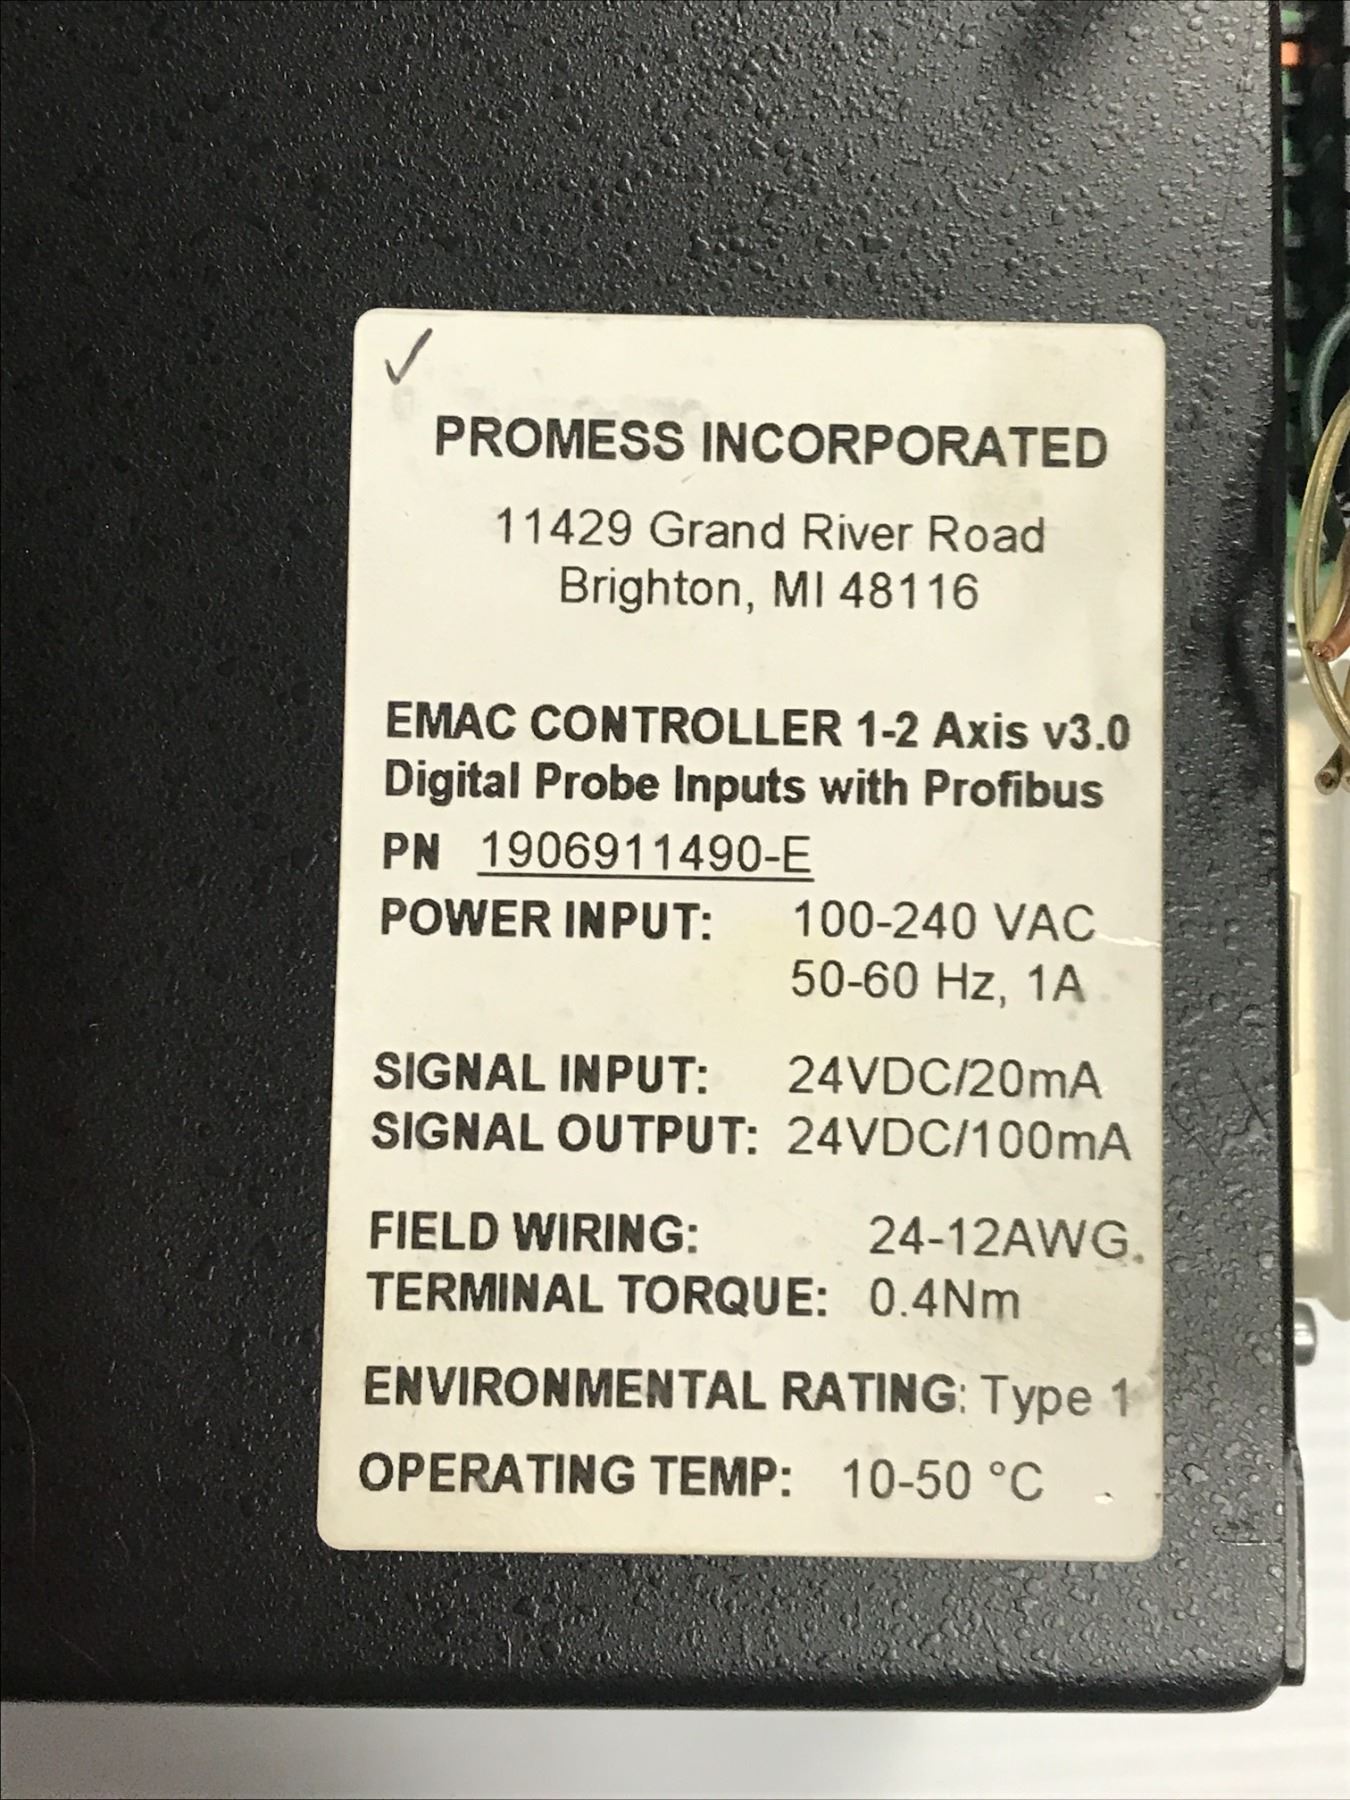 PROMESS INCORPORATED
11429 Grand River Road
Brighton, MI 48116
EMAC CONTROLLER 1-2 Axis v3.0
Digital Probe Inputs with Profibus
PN 1906911490-E
POWER INPUT: 100-240 VAC
50-60 Hz, 1A
SIGNAL INPUT: 24VDC/20mA
SIGNAL OUTPUT: 24VDC/100mA
FIELD WIRING: 24-12AWG.
TERMINAL TORQUE: 0.4Nm
ENVIRONMENTAL RATING: Type 1
OPERATING TEMP: 10-50 °C